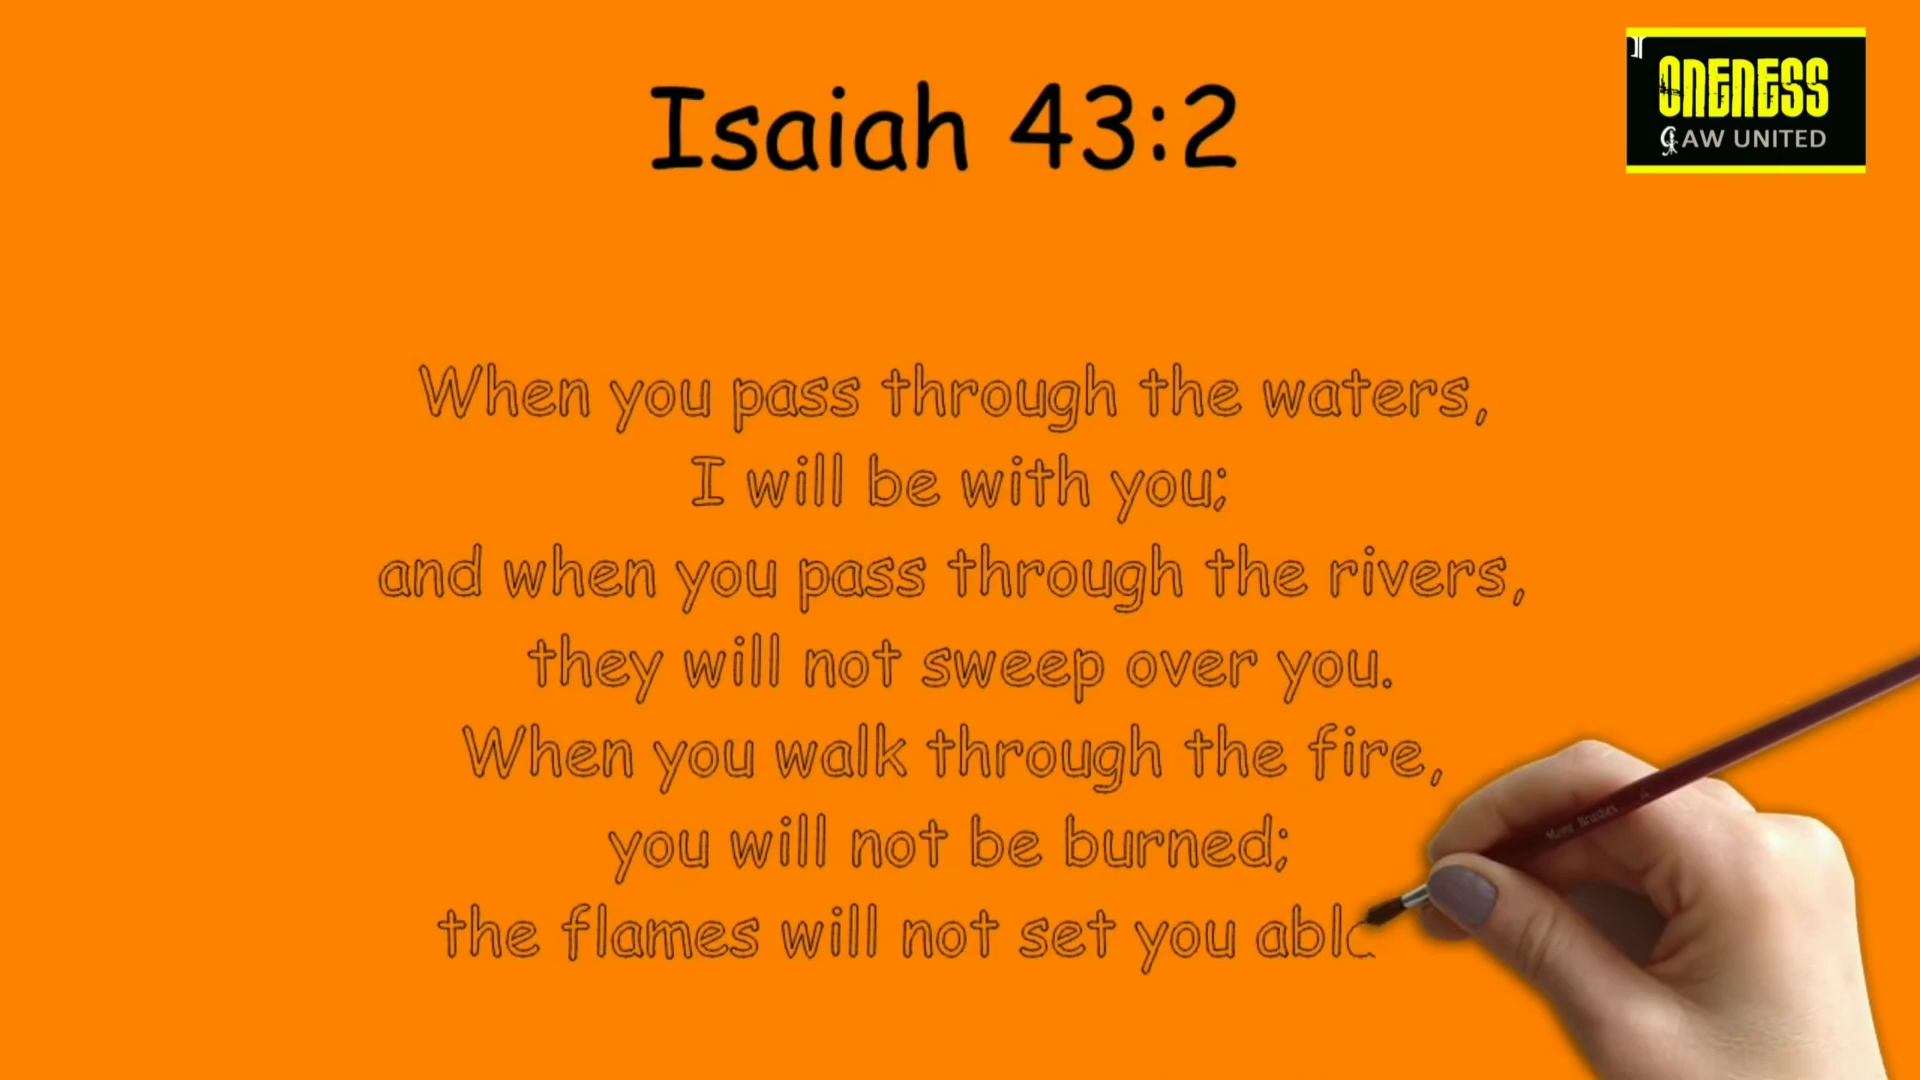 Isaiah 43:2
ONENESS
AW UNITED
When you pass through the waters,
I will be with you;
and when you pass through the rivers,
they will not sweep over you.
When you walk through the fire,
you will not be burned;
the flames will not set you abla